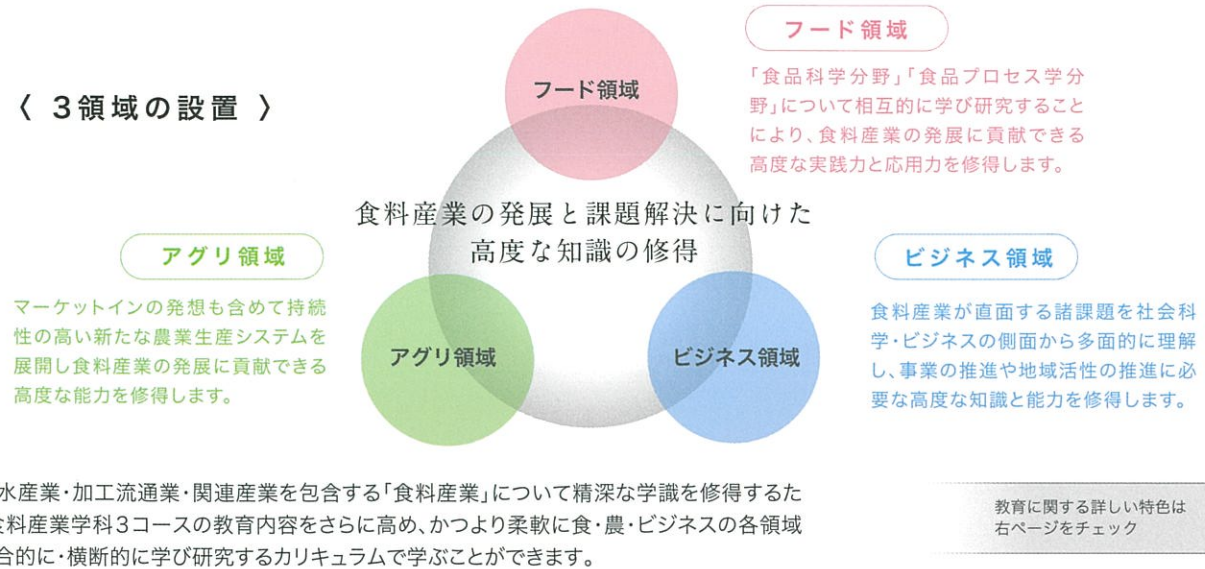 〈 3領域の設置 〉
フード領域
フード領域
「食品科学分野」「食品プロセス学分
野」について相互的に学び研究すること
により、食料産業の発展に貢献できる
高度な実践力と応用力を修得します。
食料産業の発展と課題解決に向けた
高度な知識の修得
アグリ領域
マーケットインの発想も含めて持続
性の高い新たな農業生産システムを
展開し食料産業の発展に貢献できる
高度な能力を修得します。
アグリ領域
ビジネス領域
ビジネス領域
食料産業が直面する諸課題を社会科
学・ビジネスの側面から多面的に理解
し、事業の推進や地域活性の推進に必
要な高度な知識と能力を修得します。
水産業・加工流通業・関連産業を包含する「食料産業」について精深な学識を修得するた
料産業学科3コースの教育内容をさらに高め、かつより柔軟に食・農・ビジネスの各領域
合的に・横断的に学び研究するカリキュラムで学ぶことができます。
教育に関する詳しい特色は
右ページをチェック